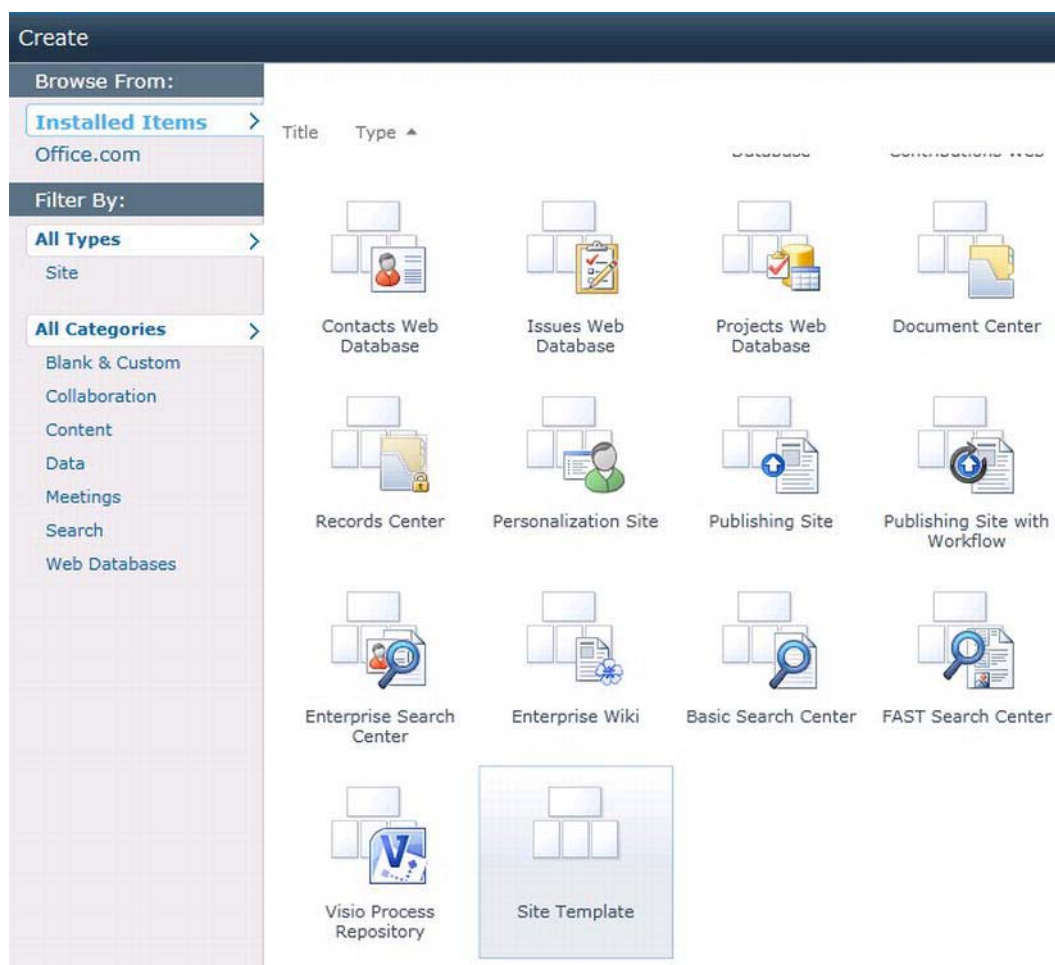 Create
Browse From:
Installed Items
Office.com
Filter By:
All Types
Site
All Categories
Blank & Custom
Collaboration
Content
Data
Meetings
Search
Web Databases
Title Type
Database Contributions Web
Contacts Web
Database
Issues Web
Database
Projects Web
Database
Document Center
Records Center
Personalization Site
Publishing Site
Publishing Site with
Workflow
Enterprise Search
Center
Enterprise Wiki
Basic Search Center
FAST Search Center
Visio Process
Repository
Site Template